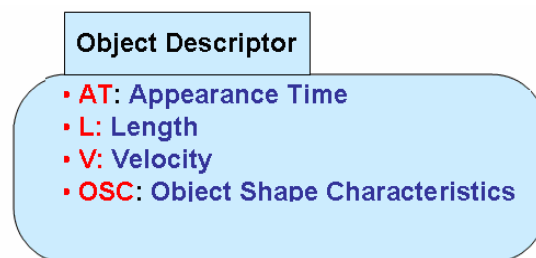 Object Descriptor
• AT: Appearance Time
• L: Length
• V: Velocity
• OSC: Object Shape Characteristics